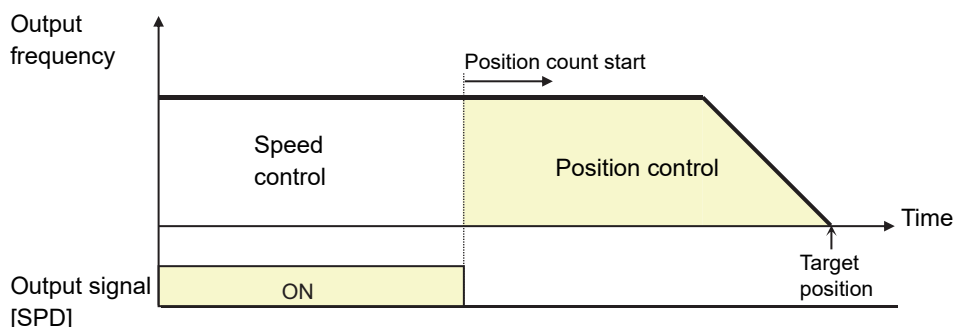 Output
frequency
Position count start
Speed
control
Position control
Time
Target
position
Output signal
[SPD]
ON